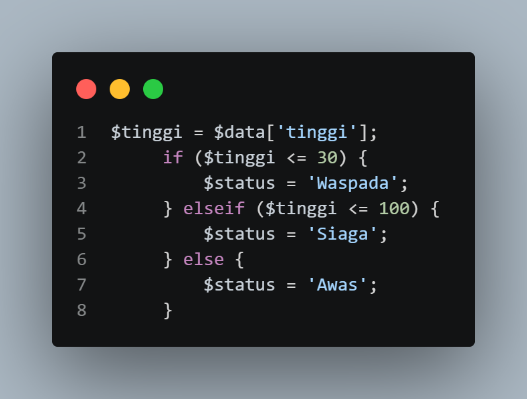 1 $tinggi = $data['tinggi'];
2 if ($tinggi <= 30) {
3 $status = 'Waspada';
4 } elseif ($tinggi <= 100) {
5 $status = 'Siaga';
6 } else {
7 $status = 'Awas';
8 }